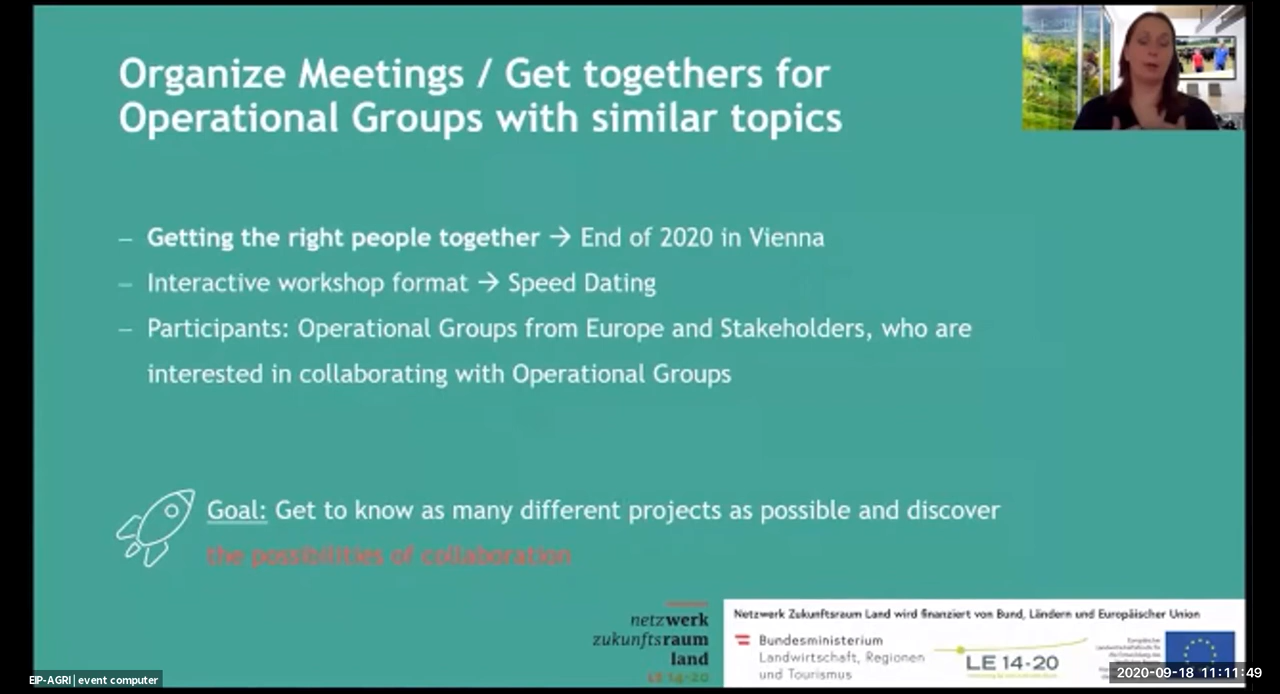 Organize Meetings / Get togethers for
Operational Groups with similar topics
– Getting the right people together → End of 2020 in Vienna
– Interactive workshop format → Speed Dating
– Participants: Operational Groups from Europe and Stakeholders, who are
interested in collaborating with Operational Groups
Goal: Get to know as many different projects as possible and discover
the possibilities of collaboration
netzwerk
zukunftsraum
land
LE 14-20
Netzwerk Zukunftsraum Land wird finanziert von Bund, Ländern und Europäischer Union
Bundesministerium
Landwirtschaft, Regionen
und Tourismus
LE 14-20
EIP-AGRI | event computer
2020-09-18 11:11:49